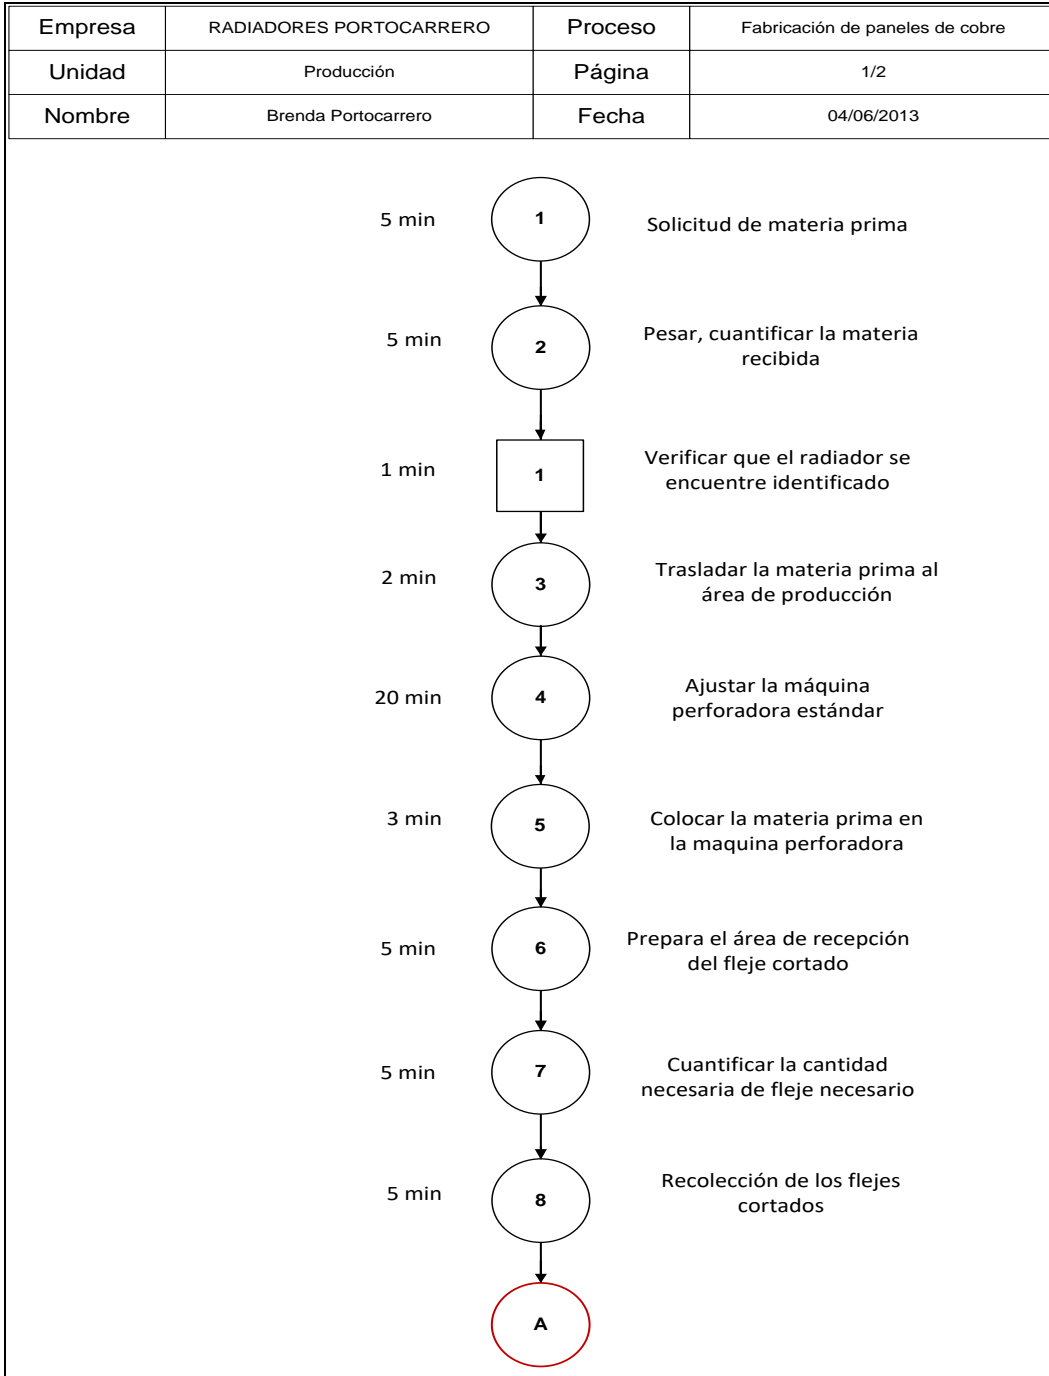 Empresa RADIADORES PORTOCARRERO Proceso Fabricación de paneles de cobre
Unidad Producción Página 1/2
Nombre Brenda Portocarrero Fecha 04/06/2013
5 min 1 Solicitud de materia prima
5 min 2 Pesar, cuantificar la materia
recibida
1 min 1 Verificar que el radiador se
encuentre identificado
2 min 3 Trasladar la materia prima al
área de producción
20 min 4 Ajustar la máquina
perforadora estándar
3 min 5 Colocar la materia prima en
la maquina perforadora
5 min 6 Prepara el área de recepción
del fleje cortado
5 min 7 Cuantificar la cantidad
necesaria de fleje necesario
5 min 8 Recolección de los flejes
cortados
A